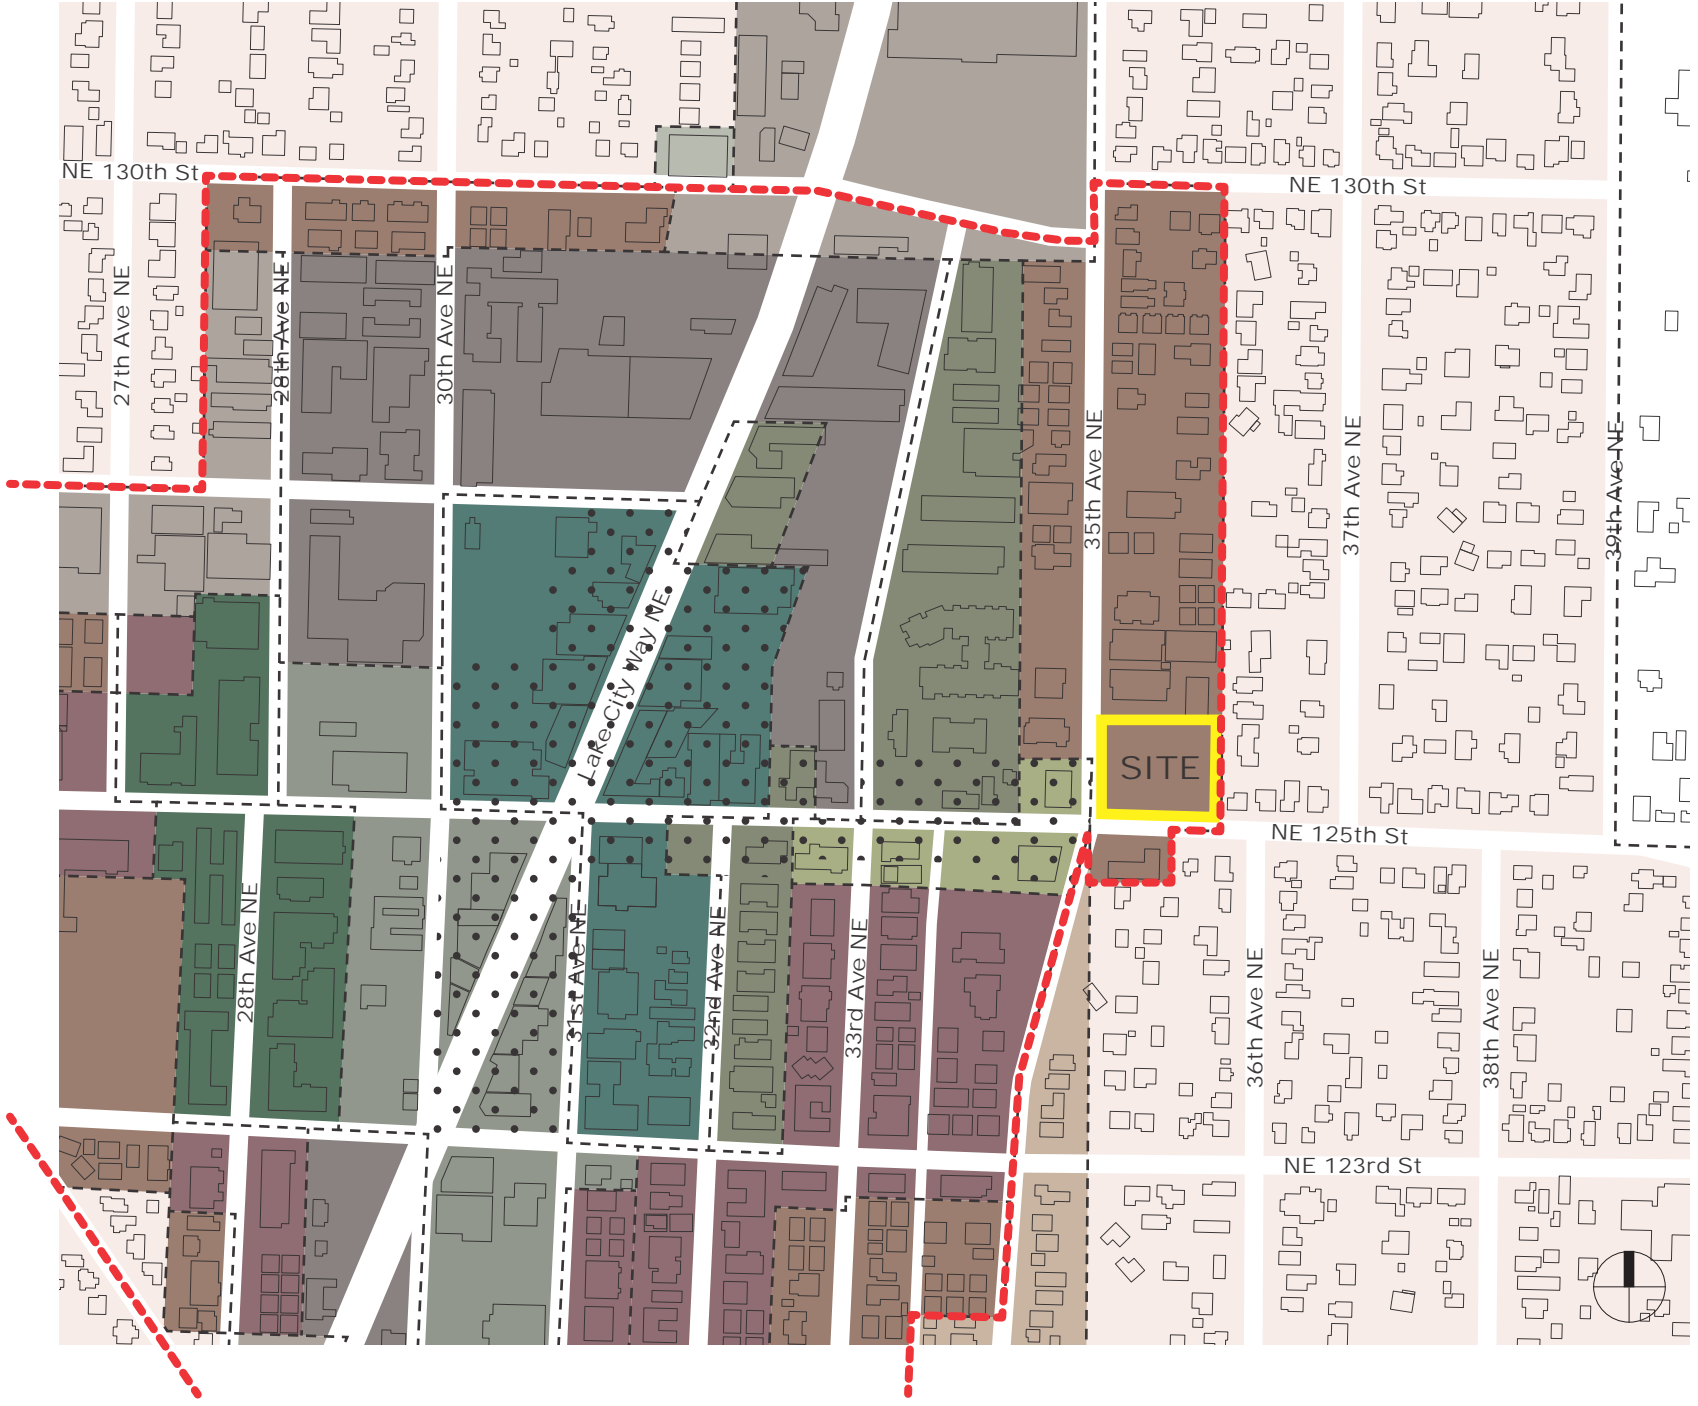 NE 130th St
NE 130th St
27th Ave NE
28th Ave NE
30th Ave NE
35th Ave NE
37th Ave NE
39th Ave NE
Lake City Way NE
SITE
NE 125th St
28th Ave NE
31st Ave NE
32nd Ave NE
33rd Ave NE
36th Ave NE
38th Ave NE
NE 123rd St